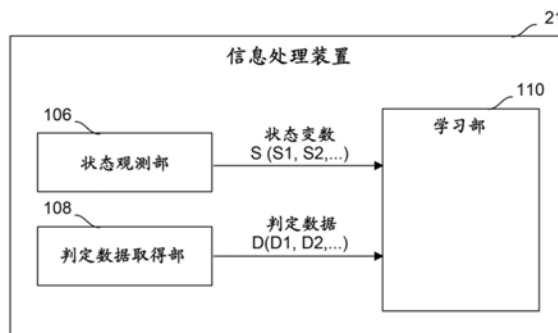 21
信息处理装置
106
110
状态观测部
状态变数
S (S1, S2,...)
学习部
108
判定数据取得部
判定数据
D(D1, D2,...)